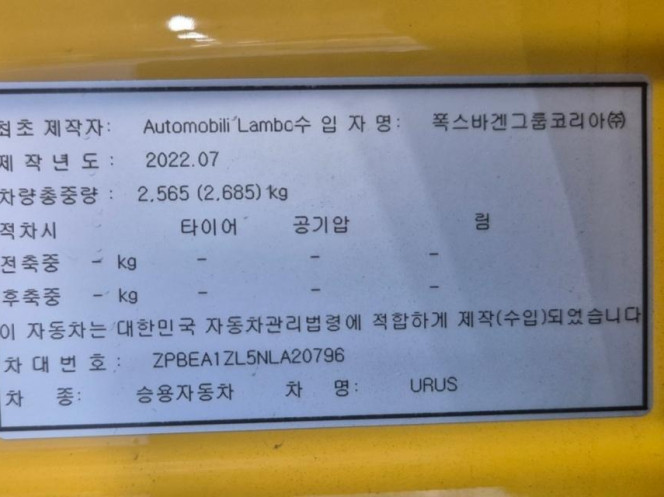 최초 제작자: Automobili Lambo수 입 자 명: 폭스바겐그룹코리아㈜
제 작 년 도 : 2022.07
차량총중량 : 2,565 (2,685) kg
적차시 타이어 공기압 림
전축중 - kg - - -
후축중 - kg - - -
이 자동차는 대한민국 자동차관리법령에 적합하게 제작(수입)되었습니다
차 대 번 호 : ZPBEA1ZL5NLA20796
차 종: 승용자동차 차 명: URUS